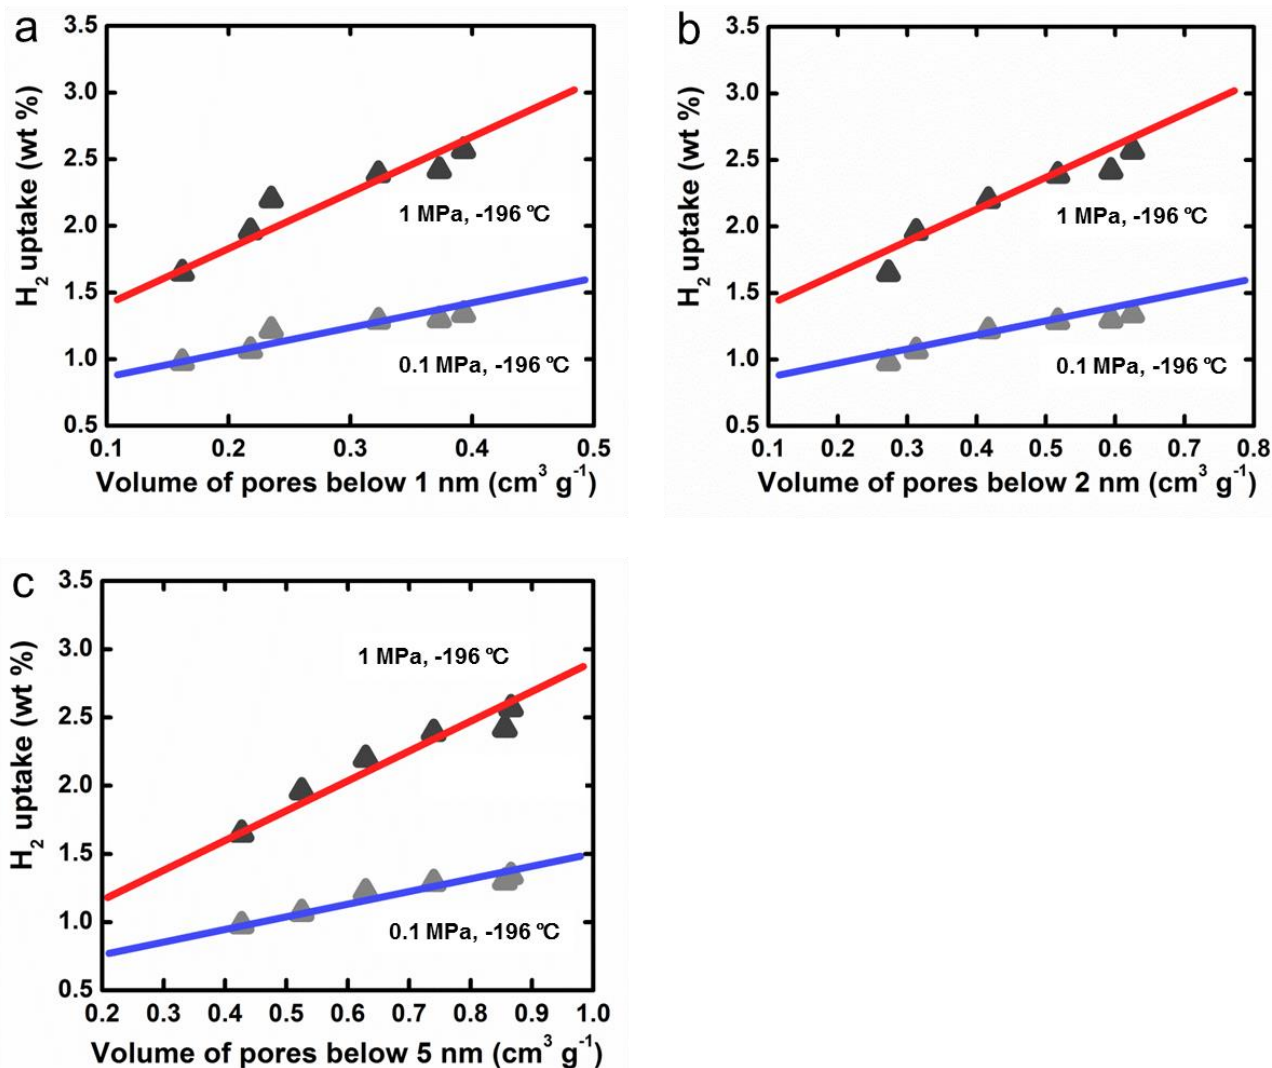 a
3.5
3.0
2.5
2.0
1.5
1.0
0.5
H₂ uptake (wt %)
1 MPa, -196 ºC
0.1 MPa, -196 ºC
0.1 0.2 0.3 0.4 0.5
Volume of pores below 1 nm (cm³ g⁻¹)
b
3.5
3.0
2.5
2.0
1.5
1.0
0.5
H₂ uptake (wt %)
1 MPa, -196 ºC
0.1 MPa, -196 ºC
0.1 0.2 0.3 0.4 0.5 0.6 0.7 0.8
Volume of pores below 2 nm (cm³ g⁻¹)
c
3.5
3.0
2.5
2.0
1.5
1.0
0.5
H₂ uptake (wt %)
1 MPa, -196 ºC
0.1 MPa, -196 ºC
0.2 0.3 0.4 0.5 0.6 0.7 0.8 0.9 1.0
Volume of pores below 5 nm (cm³ g⁻¹)